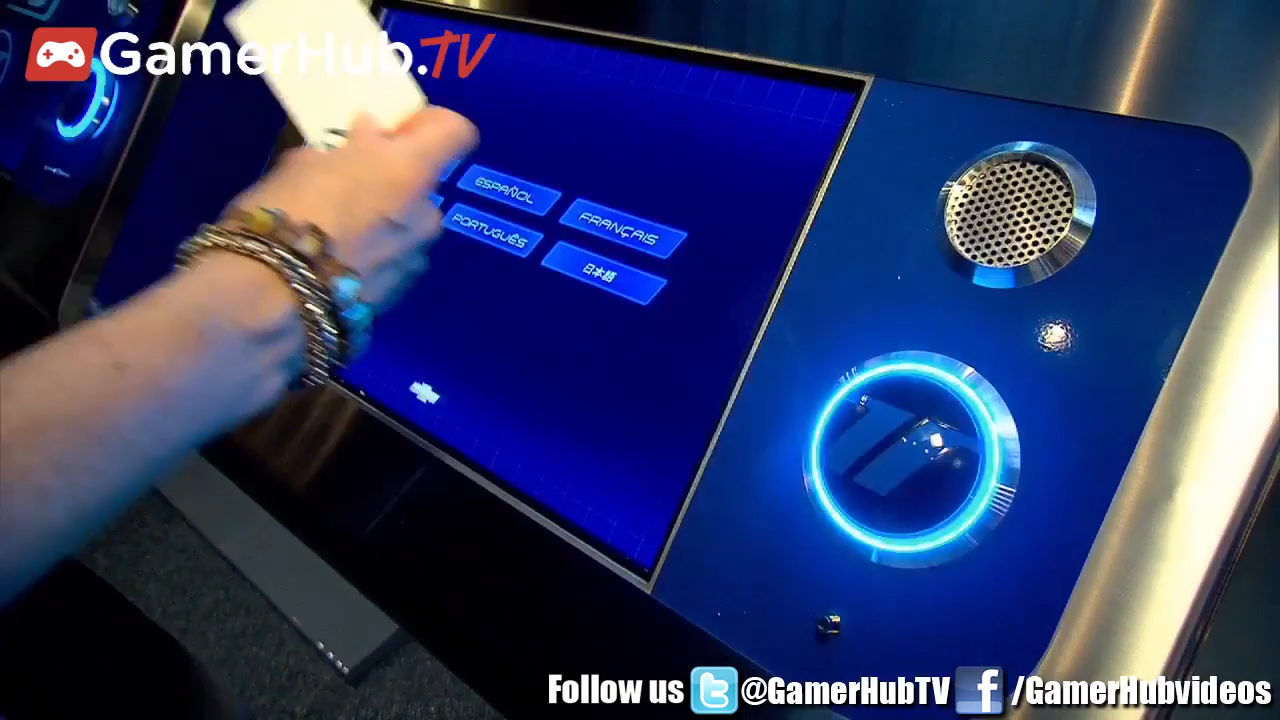 GamerHub.TV
ESPAÑOL
FRANÇAIS
PORTUGUÊS
日本語
Follow us @GamerHubTV /GamerHubvideos